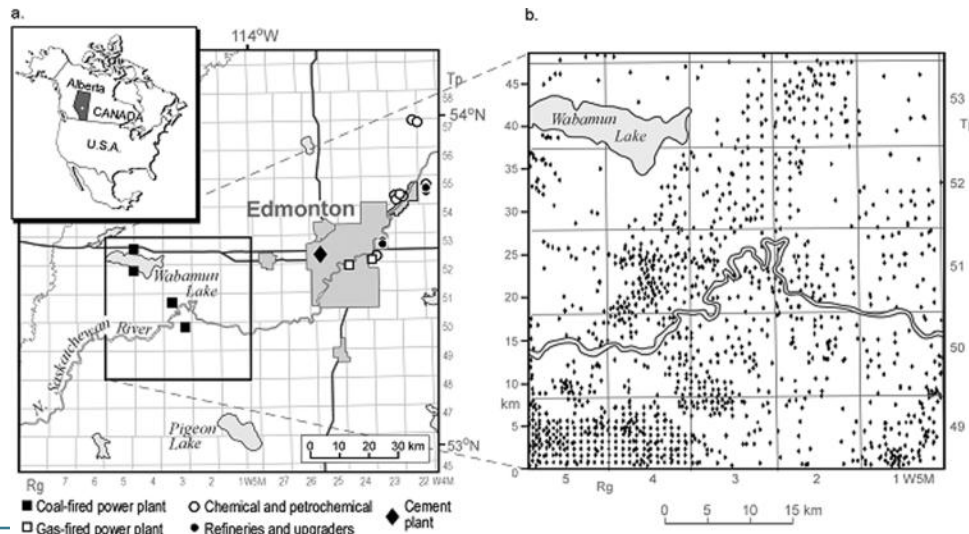 a.
114°W
b.
Alberta
CANADA
U.S.A.
Tp
58
54°N
57
56
55
54
53
52
51
50
49
48
47
46
45
53°N
Edmonton
Wabamun
Lake
N. Saskatchewan River
Pigeon
Lake
0 10 20 30 km
Rg 7 6 5 4 3 2 1W5M 27 26 25 24 23 22 W4M
45
40
35
30
25
20
15
10
km
5
0
Wabamun
Lake
53
Tp
52
51
50
49
5 Rg 4 3 2 1 W5M
0 5 10 15 km
Coal-fired power plant
Chemical and petrochemical
Cement
plant
Gas-fired power plant
Refineries and upgraders